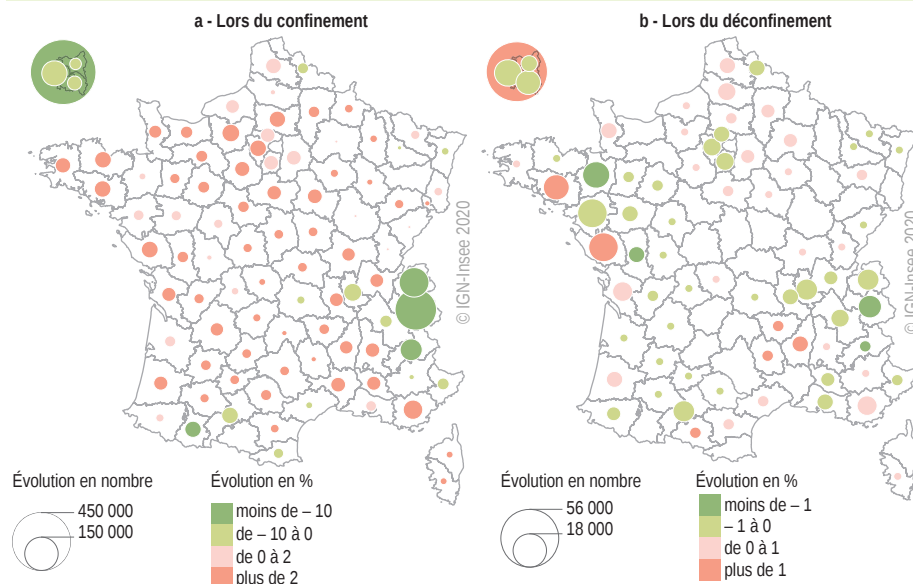 a - Lors du confinement
© IGN-Insee 2020
Évolution en nombre
450 000
150 000
Évolution en %
moins de – 10
de – 10 à 0
de 0 à 2
plus de 2
b - Lors du déconfinement
© IGN-Insee 2020
Évolution en nombre
56 000
18 000
Évolution en %
moins de – 1
– 1 à 0
de 0 à 1
plus de 1